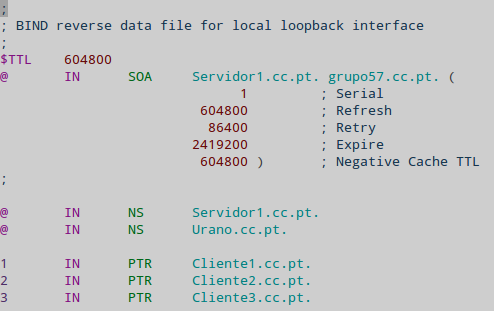 ;
; BIND reverse data file for local loopback interface
;
$TTL    604800
@       IN      SOA     Servidor1.cc.pt. grupo57.cc.pt. (
                              1         ; Serial
                         604800         ; Refresh
                          86400         ; Retry
                        2419200         ; Expire
                         604800 )       ; Negative Cache TTL
;
@       IN      NS      Servidor1.cc.pt.
@       IN      NS      Urano.cc.pt.
1       IN      PTR     Cliente1.cc.pt.
2       IN      PTR     Cliente2.cc.pt.
3       IN      PTR     Cliente3.cc.pt.